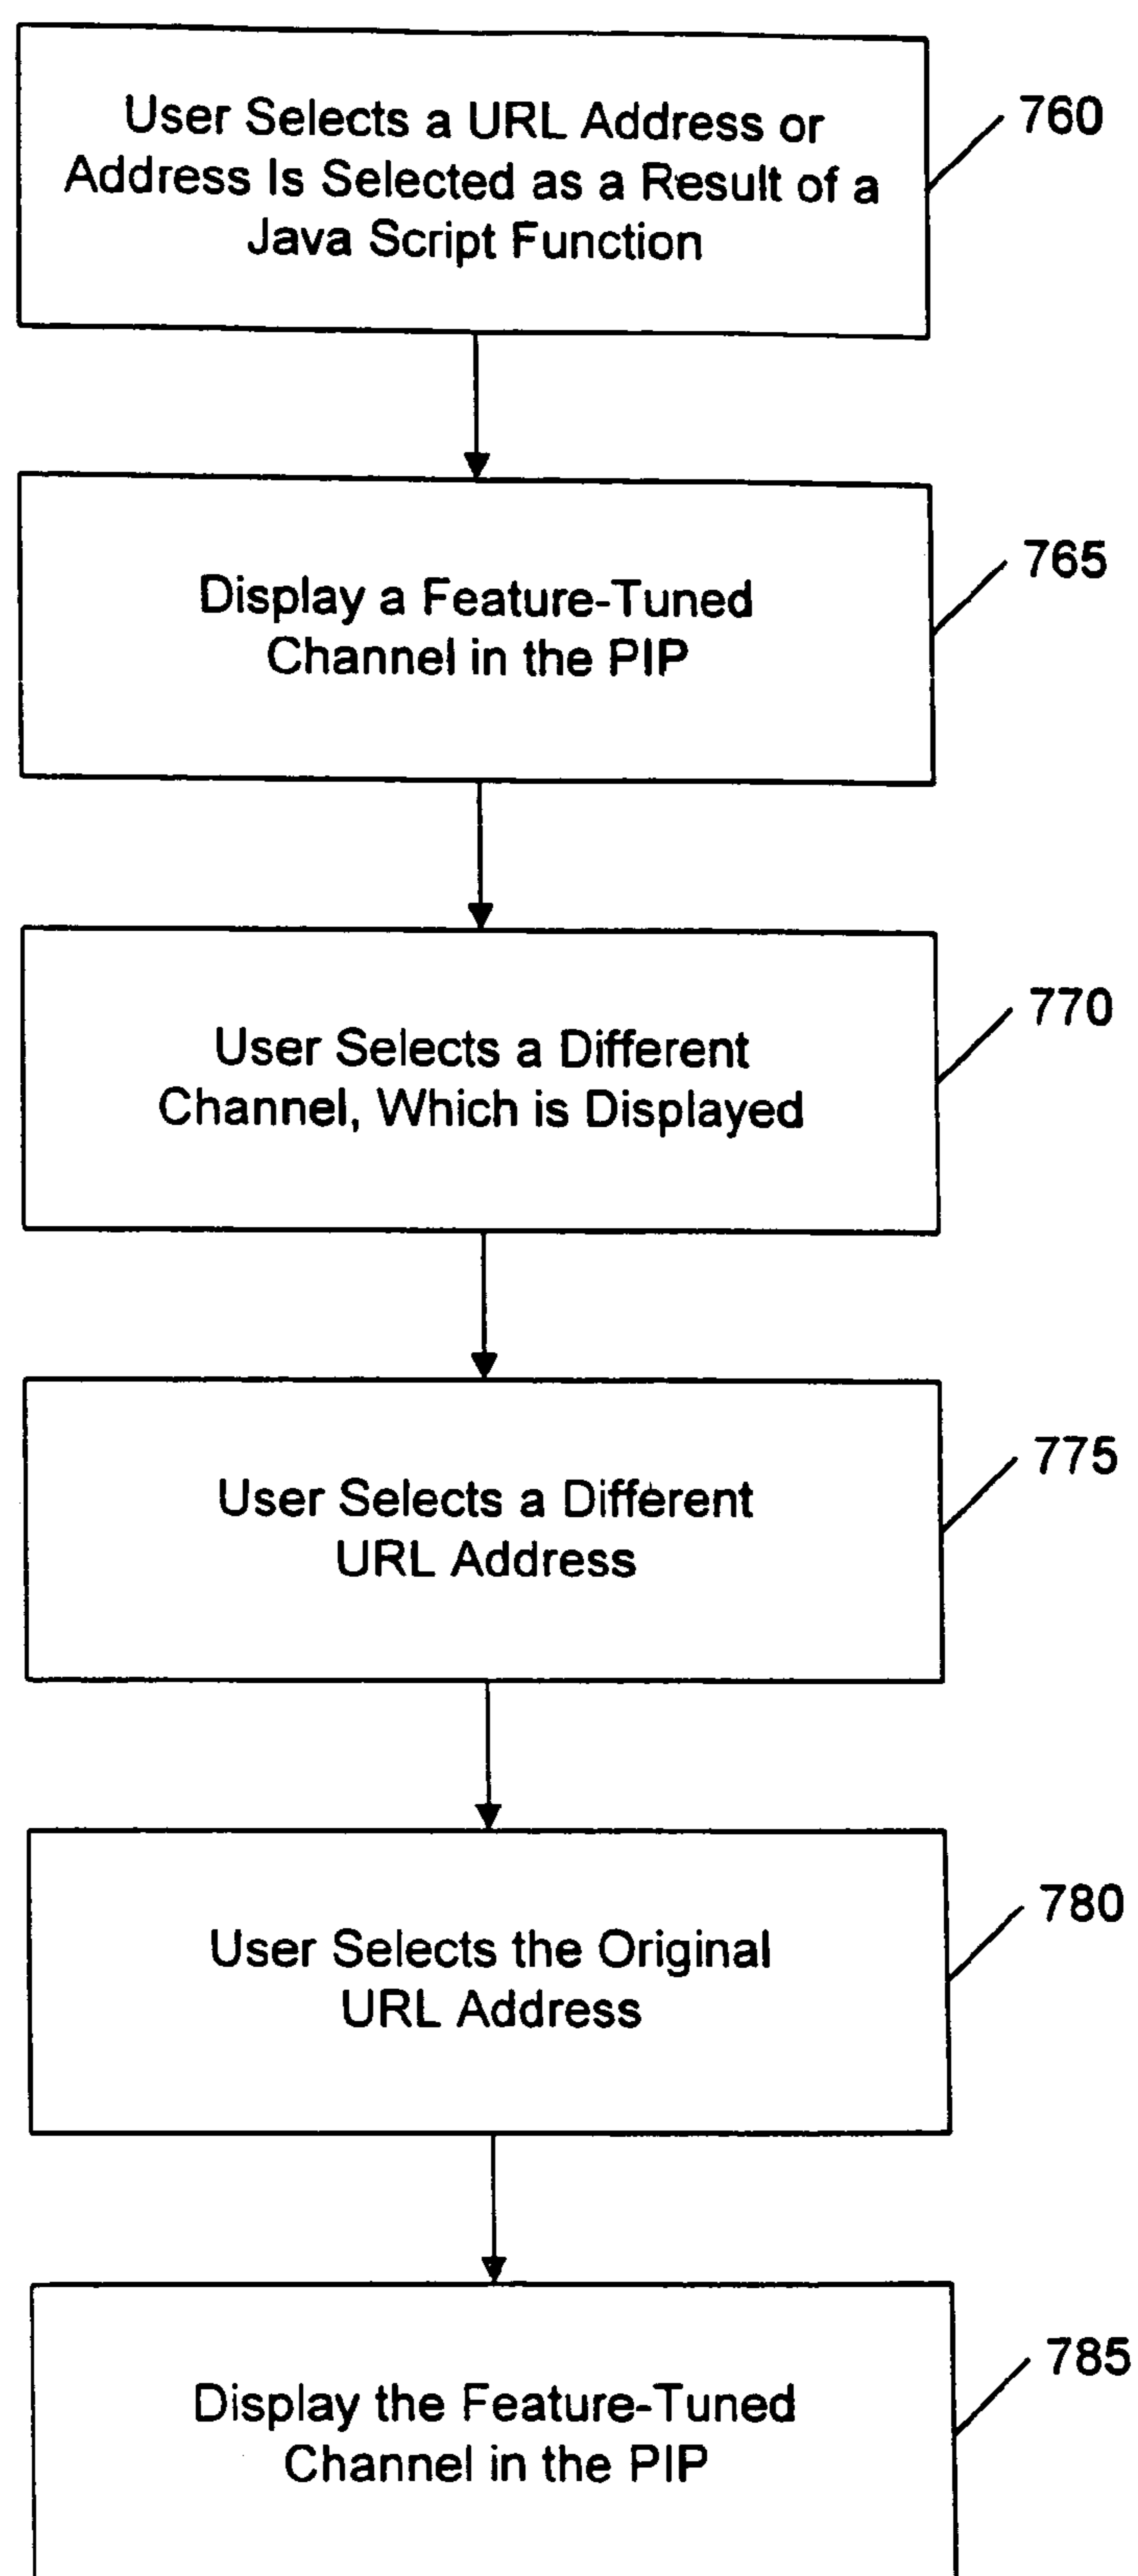 User Selects a URL Address or
Address Is Selected as a Result of a
Java Script Function
760
Display a Feature-Tuned
Channel in the PIP
765
User Selects a Different
Channel, Which is Displayed
770
User Selects a Different
URL Address
775
User Selects the Original
URL Address
780
Display the Feature-Tuned
Channel in the PIP
785